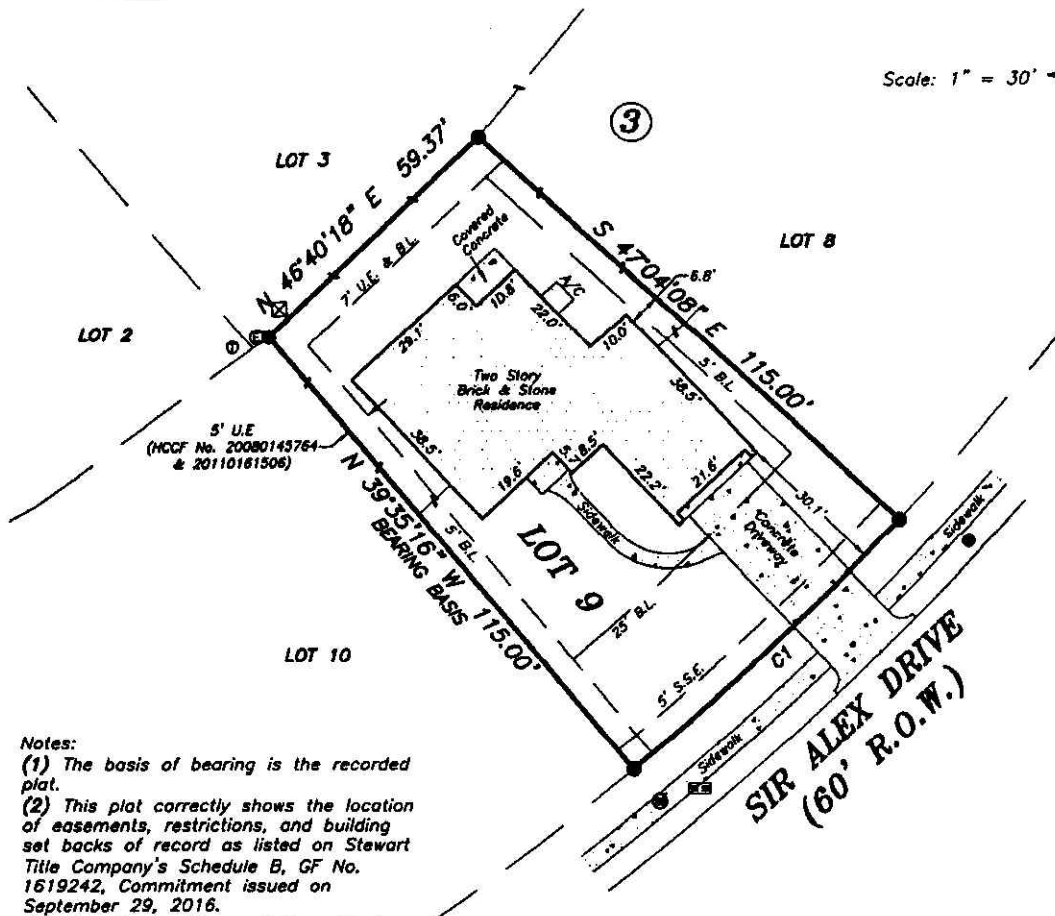 Scale: 1" = 30'
3
LOT 3
N 46°40'18" E 59.37'
LOT 8
Covered
Concrete
7' U.E. & B.L.
A/C
S 47°04'08" E 115.00'
6.8'
6.0'
10.8'
22.0'
10.0'
29.1'
LOT 2
E
T
Two Story
Brick & Stone
Residence
5' B.L.
38.5'
5' U.E
(HCCF No. 20080145764
& 20110161506)
38.5'
N 39°35'16" W 115.00'
BEARING BASIS
5' B.L.
19.6'
8.5'
22.2'
21.6'
30.1'
Sidewalk
Concrete
Driveway
Sidewalk
LOT 9
25' B.L.
LOT 10
5' S.S.E.
C1
Sidewalk
SIR ALEX DRIVE
(60' R.O.W.)
Notes:
(1) The basis of bearing is the recorded
plat.
(2) This plat correctly shows the location
of easements, restrictions, and building
set backs of record as listed on Stewart
Title Company's Schedule B, GF No.
1619242, Commitment issued on
September 29, 2016.